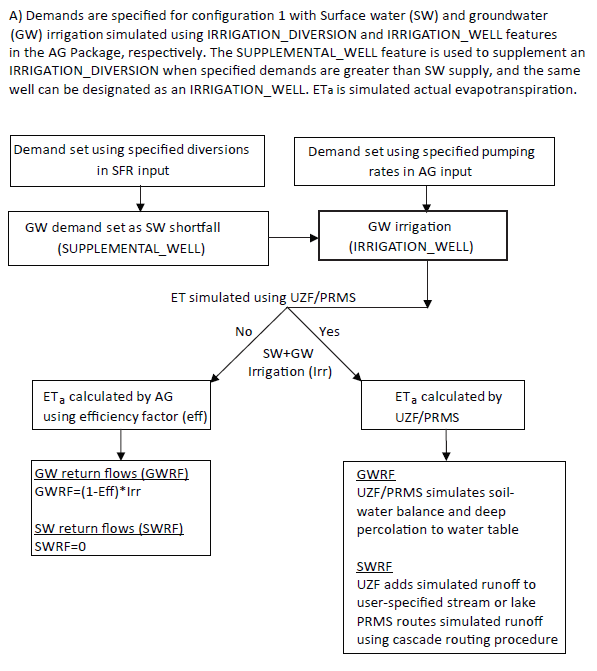 A) Demands are specified for configuration 1 with Surface water (SW) and groundwater
(GW) irrigation simulated using IRRIGATION_DIVERSION and IRRIGATION_WELL features
in the AG Package, respectively. The SUPPLEMENTAL_WELL feature is used to supplement an
IRRIGATION_DIVERSION when specified demands are greater than SW supply, and the same
well can be designated as an IRRIGATION_WELL. ETa is simulated actual evapotranspiration.
Demand set using specified diversions
in SFR input
Demand set using specified pumping
rates in AG input
GW demand set as SW shortfall
(SUPPLEMENTAL_WELL)
GW irrigation
(IRRIGATION_WELL)
ET simulated using UZF/PRMS
No
Yes
SW+GW
Irrigation (Irr)
ETa calculated by AG
using efficiency factor (eff)
ETa calculated by
UZF/PRMS
GW return flows (GWRF)
GWRF=(1-Eff)*Irr
SW return flows (SWRF)
SWRF=0
GWRF
UZF/PRMS simulates soil-
water balance and deep
percolation to water table
SWRF
UZF adds simulated runoff to
user-specified stream or lake
PRMS routes simulated runoff
using cascade routing procedure